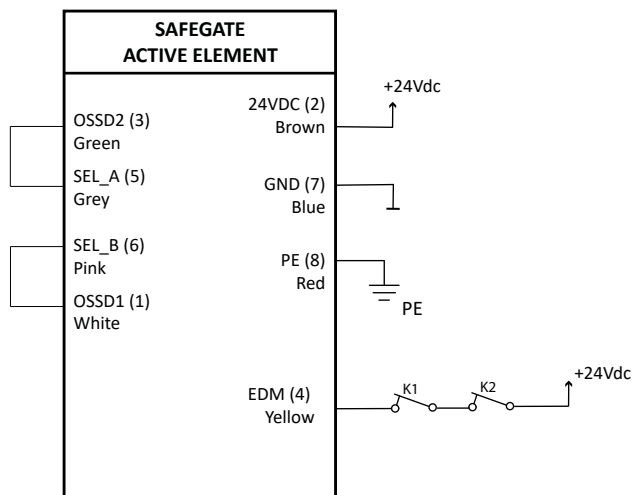 SAFEGATE
ACTIVE ELEMENT
+24Vdc
OSSD2 (3)
Green
24VDC (2)
Brown
SEL_A (5)
Grey
GND (7)
Blue
SEL_B (6)
Pink
PE (8)
Red
PE
OSSD1 (1)
White
+24Vdc
EDM (4)
Yellow
K1
K2